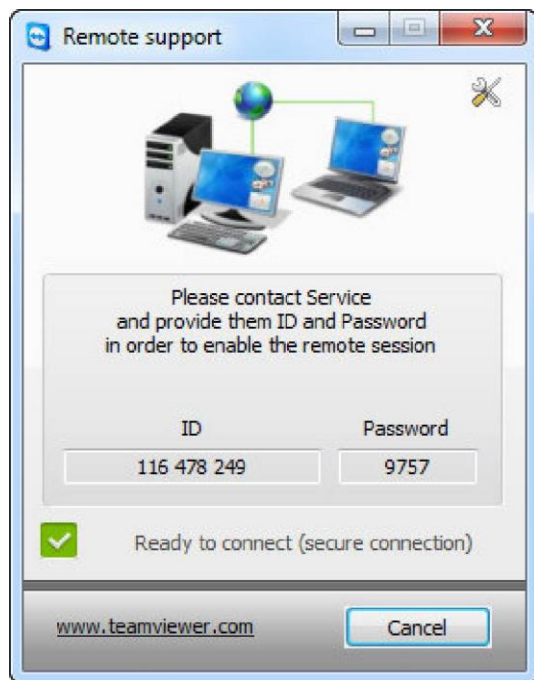 Remote support
Please contact Service
and provide them ID and Password
in order to enable the remote session
ID Password
116 478 249 9757
Ready to connect (secure connection)
www.teamviewer.com Cancel